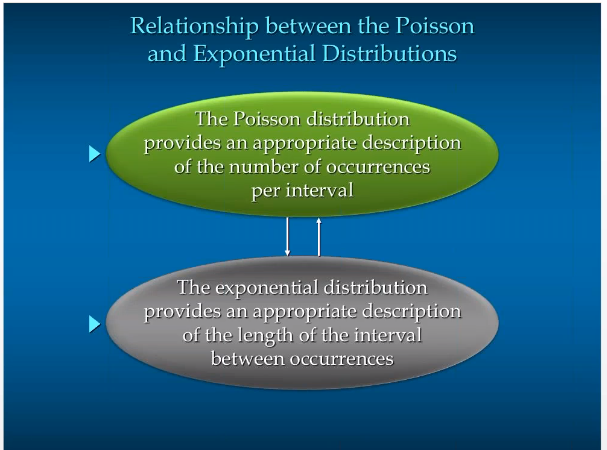 Relationship between the Poisson
and Exponential Distributions
The Poisson distribution
provides an appropriate description
of the number of occurrences
per interval
The exponential distribution
provides an appropriate description
of the length of the interval
between occurrences